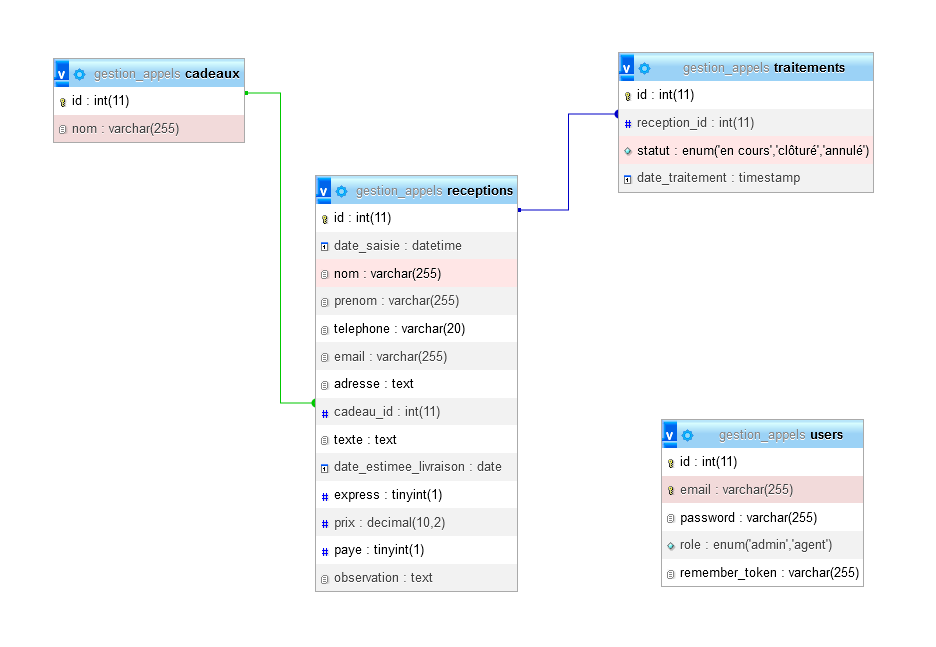 gestion_appels cadeaux
id : int(11)
nom : varchar(255)
gestion_appels traitements
id : int(11)
reception_id : int(11)
statut : enum('en cours','clôturé','annulé')
date_traitement : timestamp
gestion_appels receptions
id : int(11)
date_saisie : datetime
nom : varchar(255)
prenom : varchar(255)
telephone : varchar(20)
email : varchar(255)
adresse : text
cadeau_id : int(11)
texte : text
date_estimee_livraison : date
express : tinyint(1)
prix : decimal(10,2)
paye : tinyint(1)
observation : text
gestion_appels users
id : int(11)
email : varchar(255)
password : varchar(255)
role : enum('admin','agent')
remember_token : varchar(255)